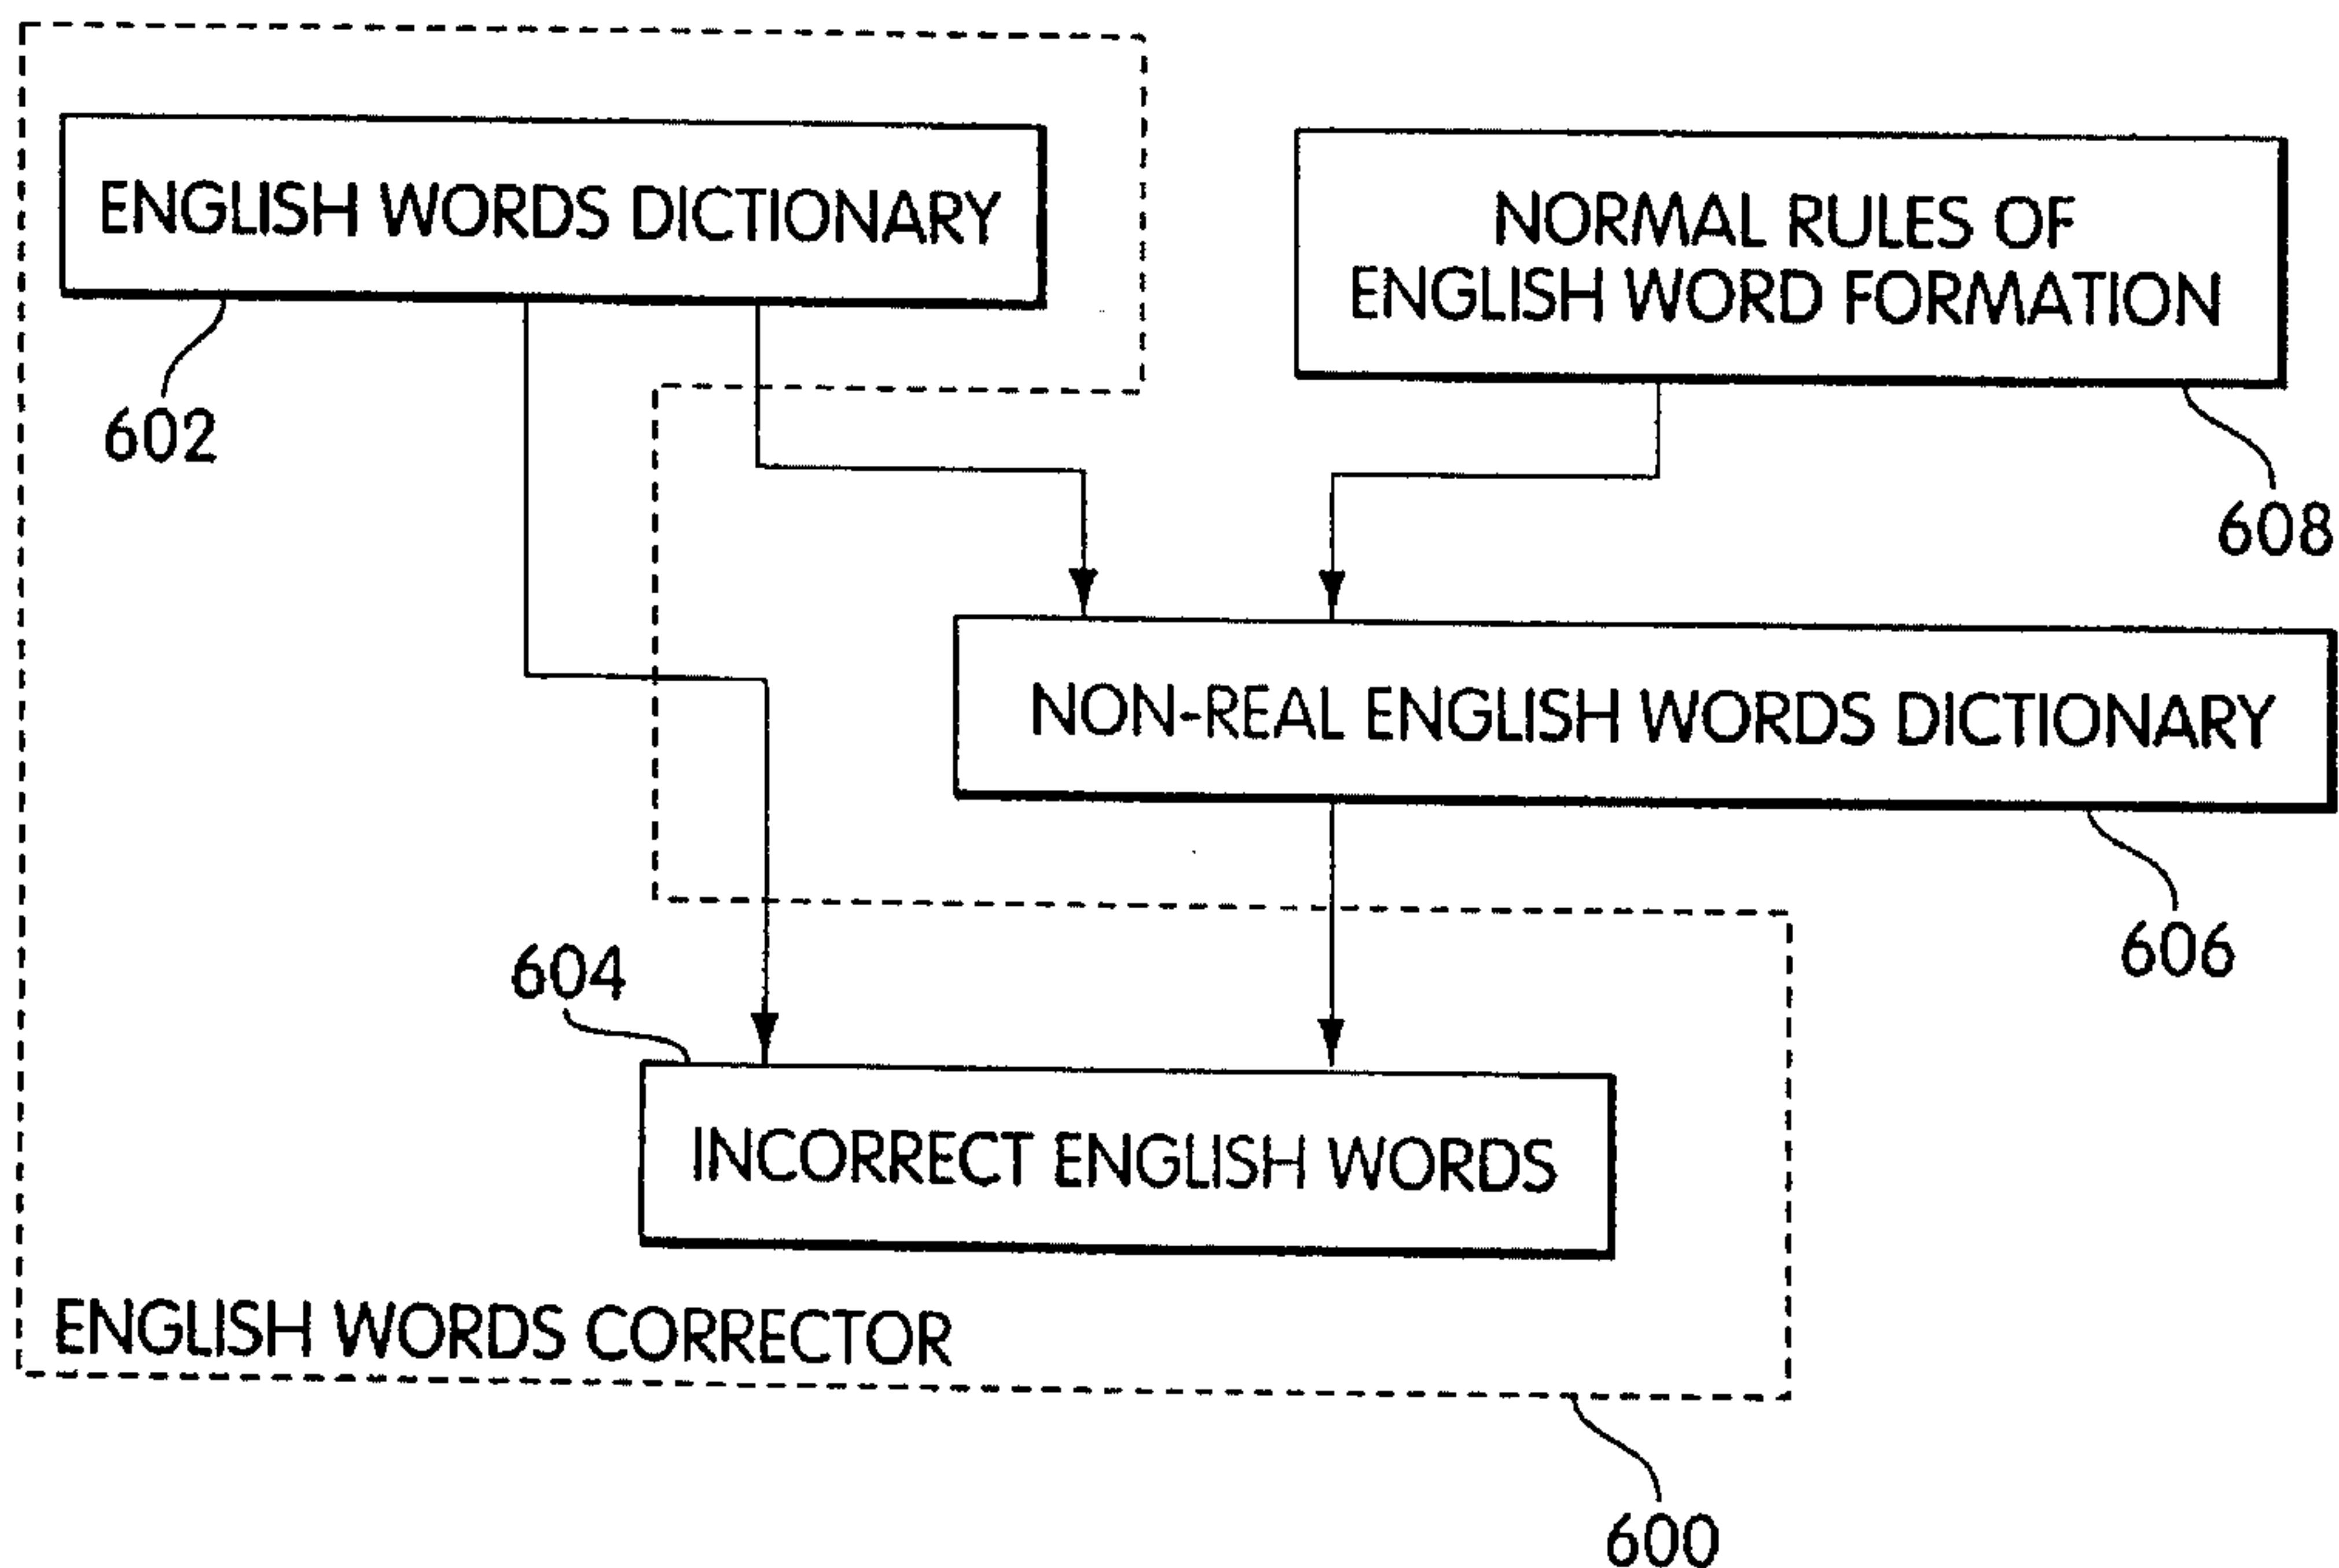 ENGLISH WORDS DICTIONARY
NORMAL RULES OF
ENGLISH WORD FORMATION
602
608
NON-REAL ENGLISH WORDS DICTIONARY
606
604
INCORRECT ENGLISH WORDS
ENGLISH WORDS CORRECTOR
600